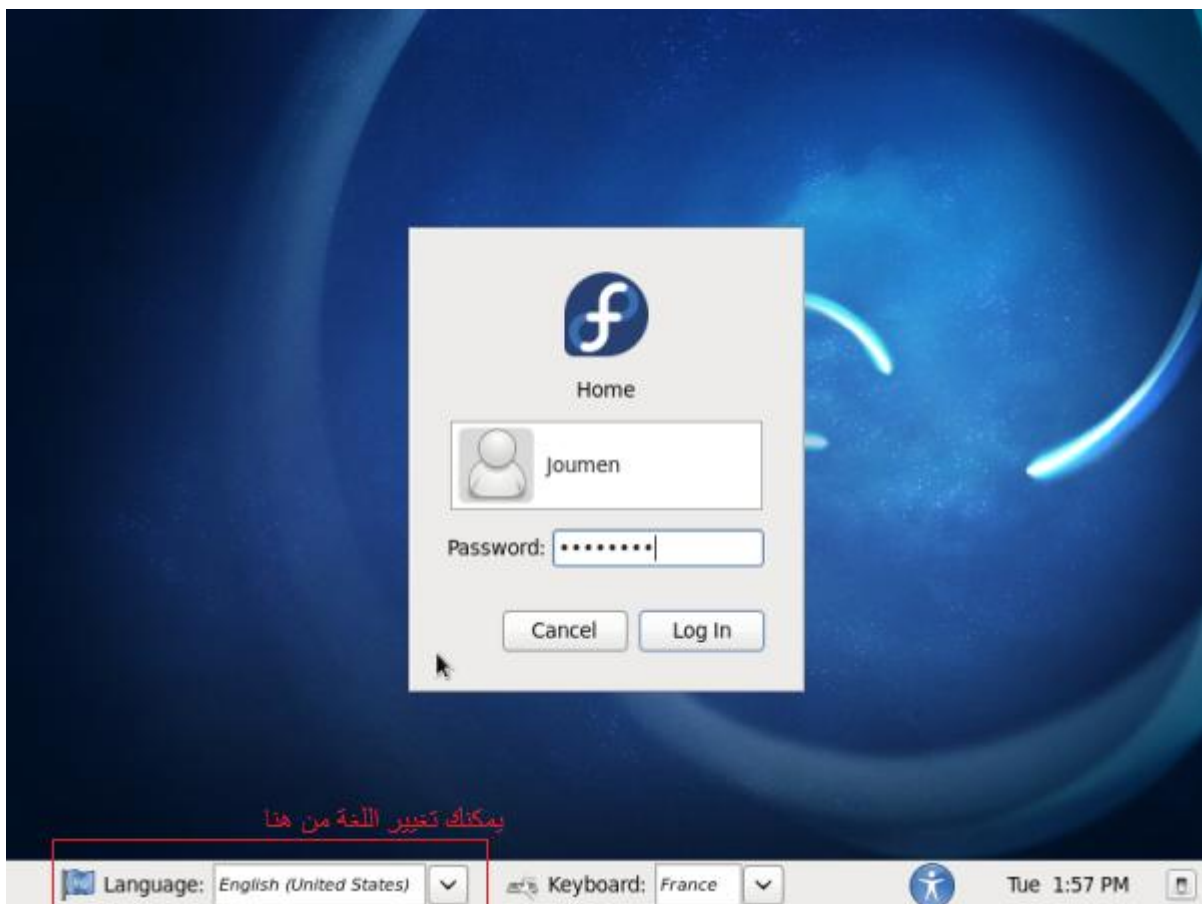 Home
Joumen
Password: ••••••••
Cancel Log In
يمكنك تغيير اللغة من هنا
Language: English (United States) Keyboard: France Tue 1:57 PM